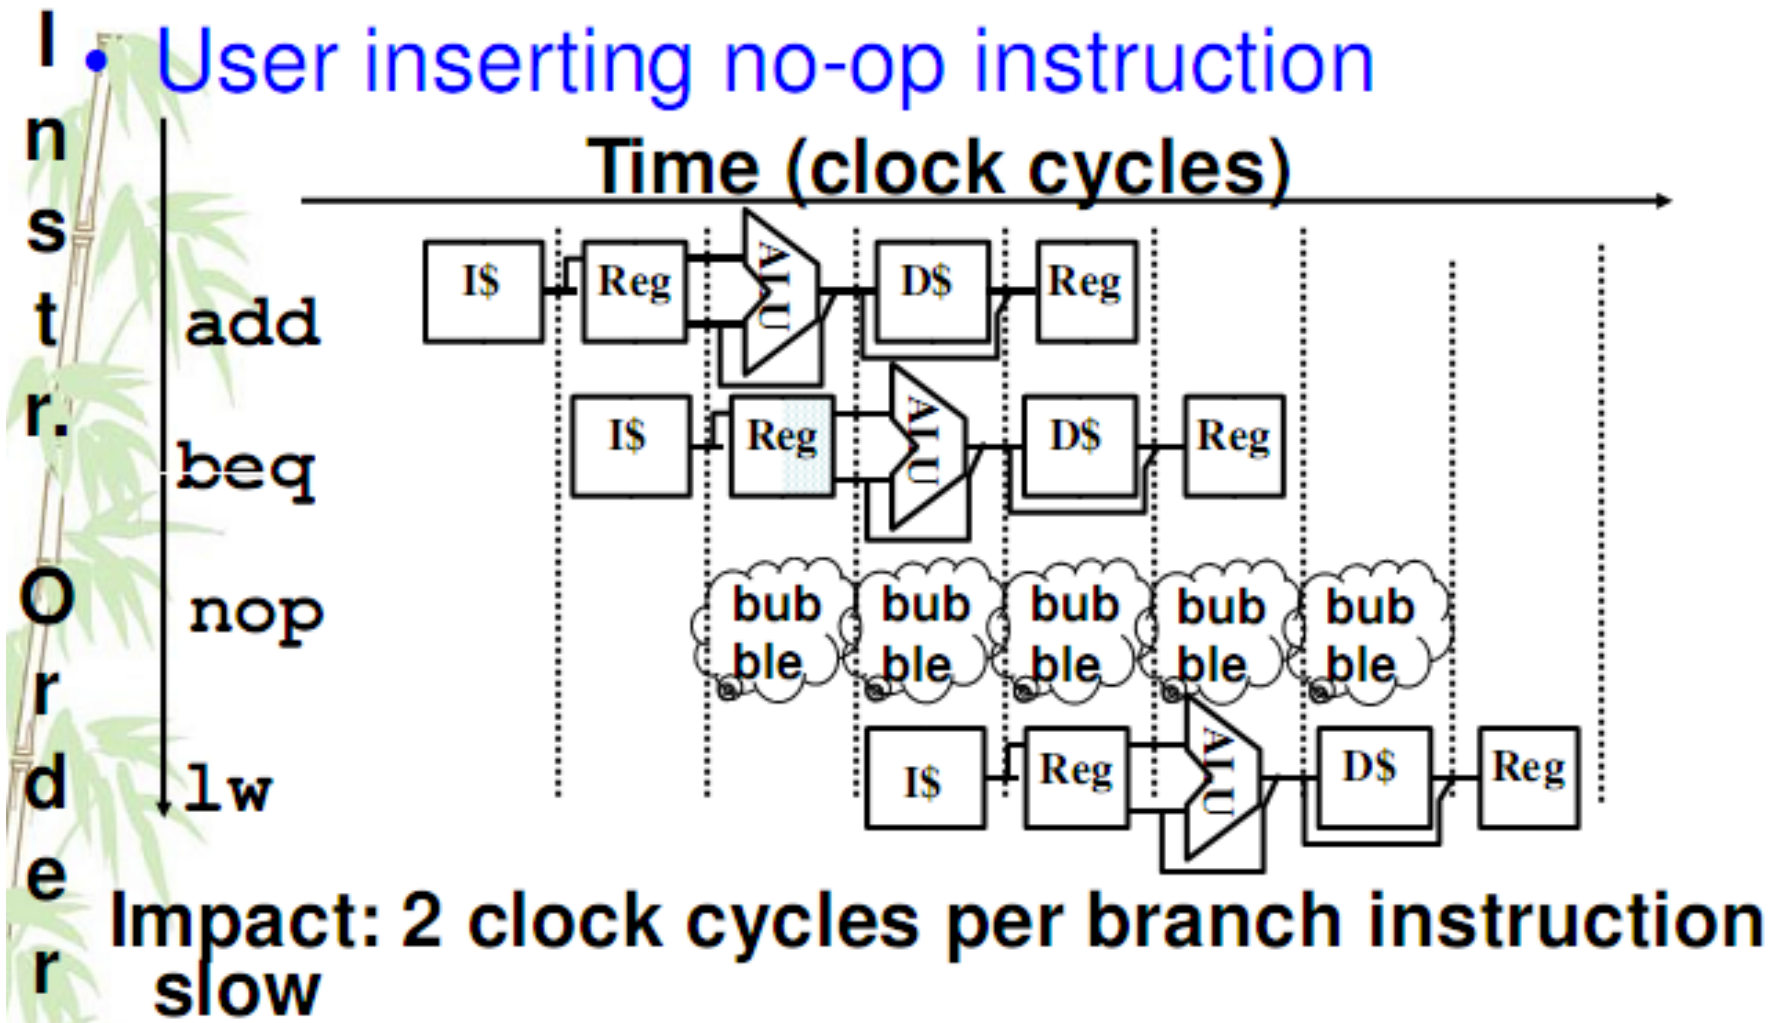 • User inserting no-op instruction
Instr. Order
Time (clock cycles)
add
I$ Reg ALU D$ Reg
beq
I$ Reg ALU D$ Reg
nop
bub ble bub ble bub ble bub ble bub ble
lw
I$ Reg ALU D$ Reg
Impact: 2 clock cycles per branch instruction
slow